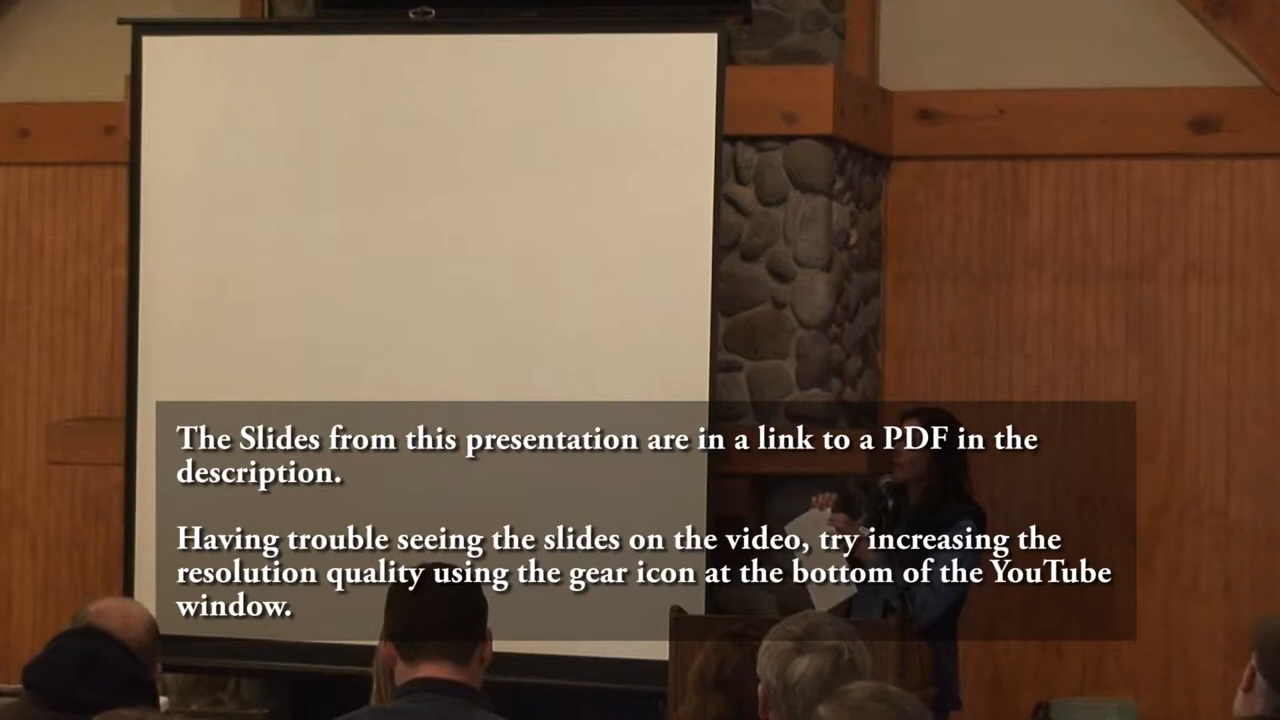 The Slides from this presentation are in a link to a PDF in the
description.
Having trouble seeing the slides on the video, try increasing the
resolution quality using the gear icon at the bottom of the YouTube
window.